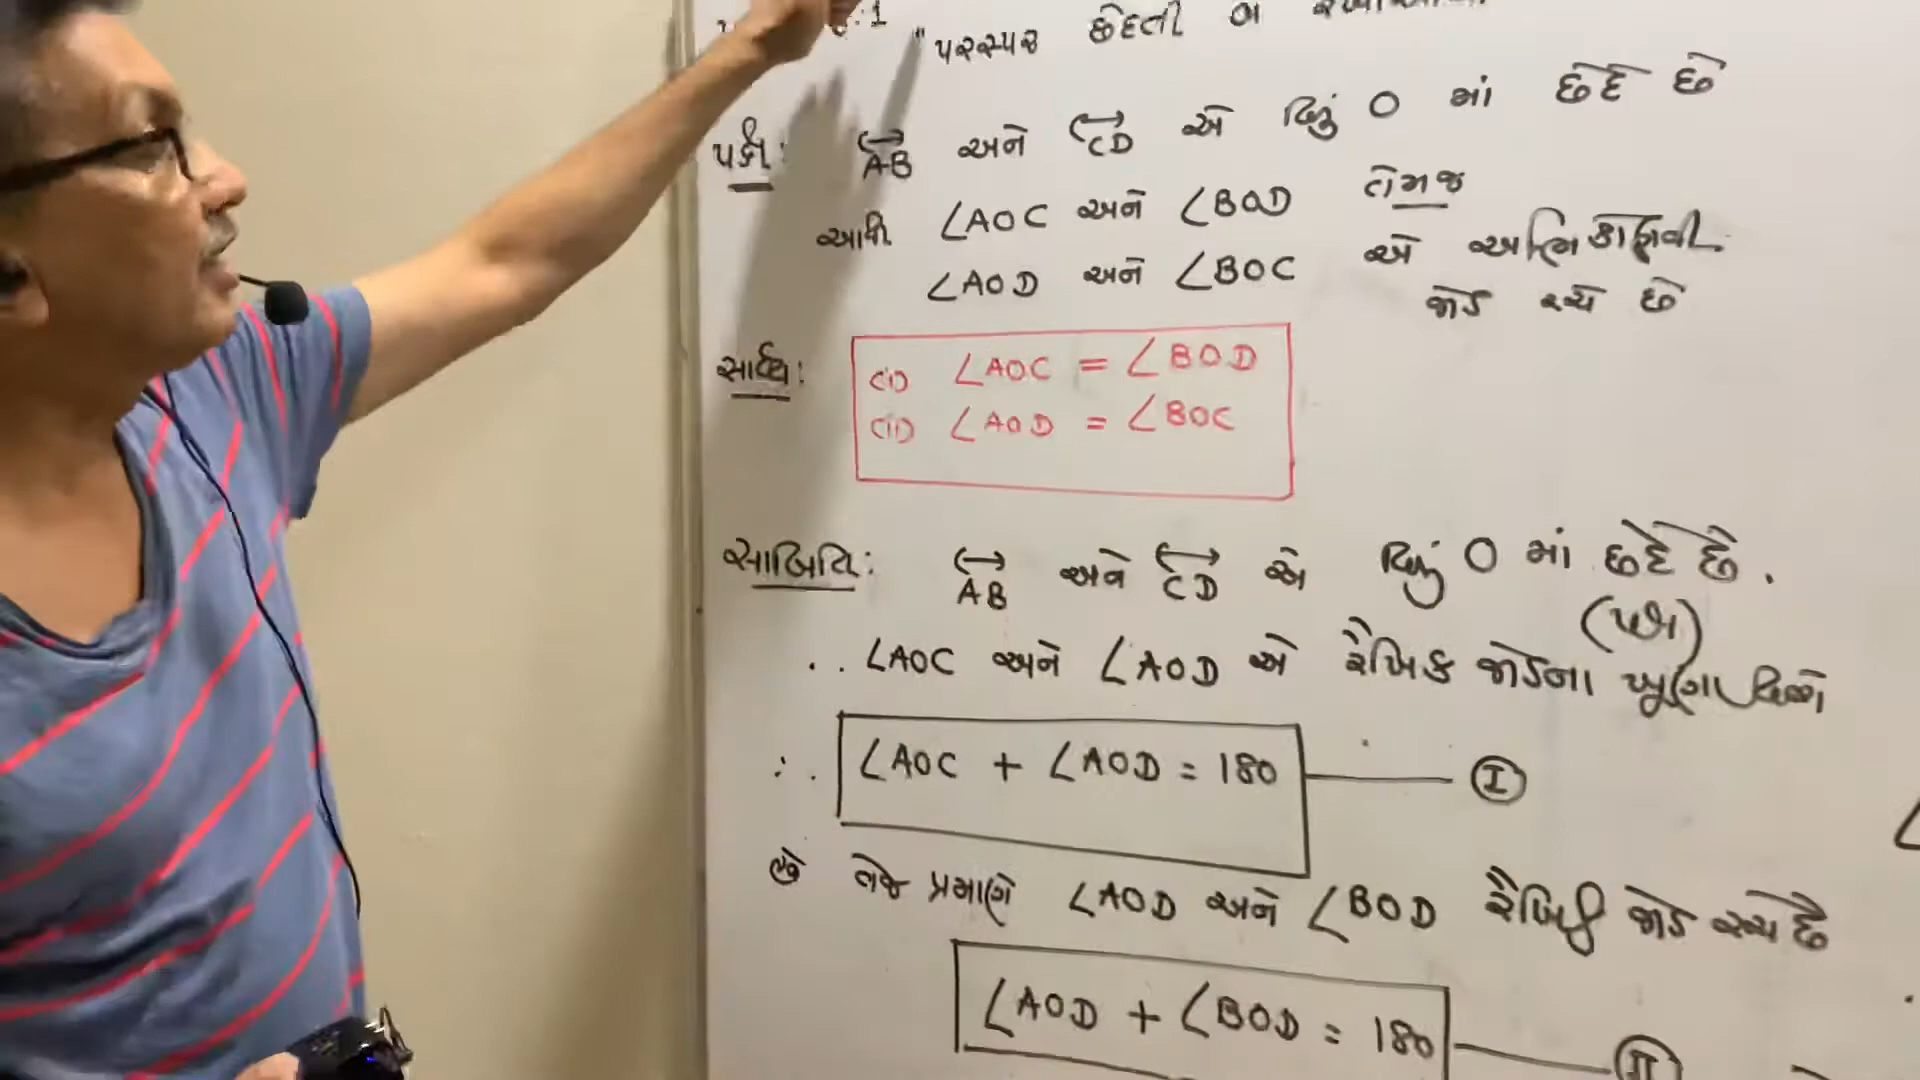 "પરસ્પર છેદતી
પક્ષ: AB અને CD એ બિંદુ O માં છેદે છે
આથી ∠AOC અને ∠BOD તેમજ
∠AOD અને ∠BOC એ અભિકોણની
જોડ રચે છે
સાધ્ય: (i) ∠AOC = ∠BOD
(ii) ∠AOD = ∠BOC
સાબિતિ: AB અને CD એ બિંદુ O માં છેદે છે.
(પક્ષ)
∴ ∠AOC અને ∠AOD એ રૈખિક જોડના ખૂણા
∴ ∠AOC + ∠AOD = 180 — I
હવે તેજ પ્રમાણે ∠AOD અને ∠BOD રૈખિક જોડ રચે છે
∠AOD + ∠BOD = 180 — II